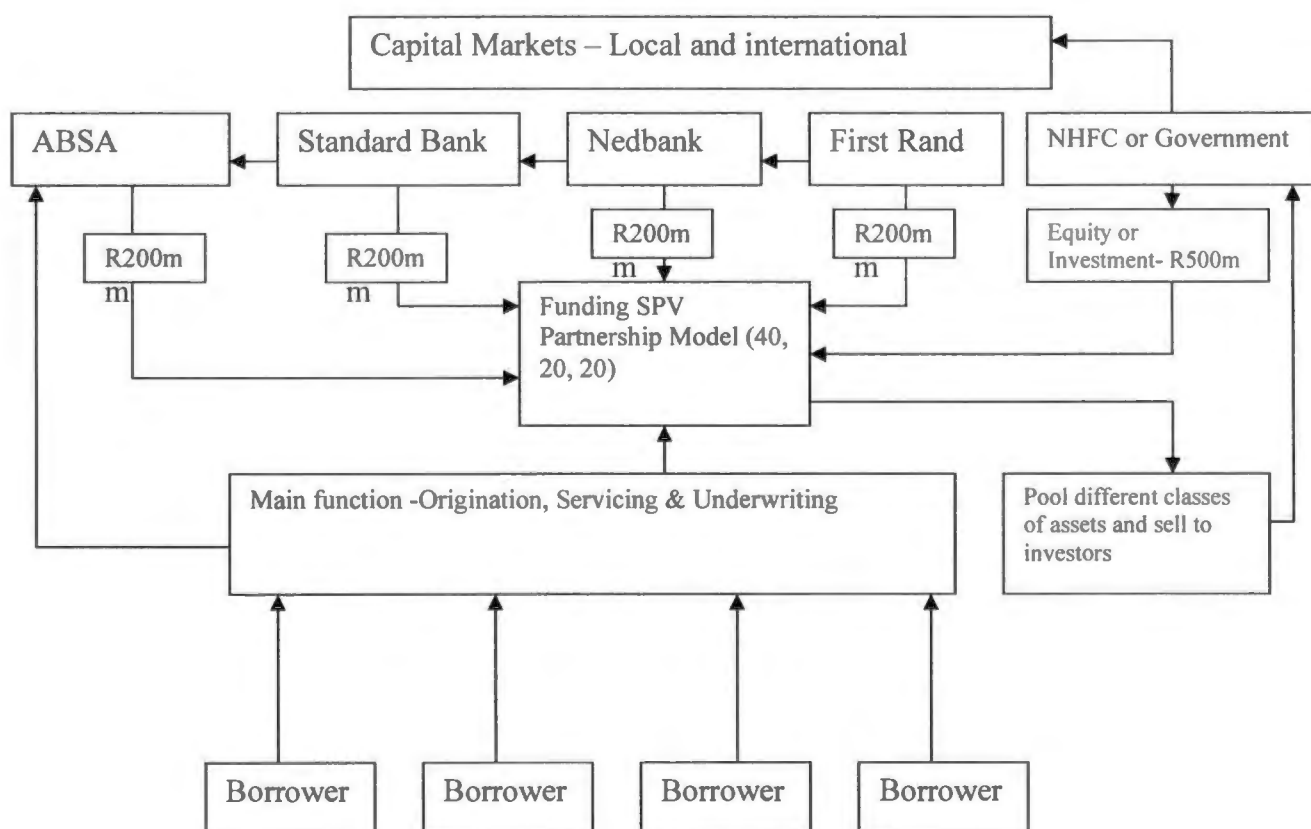 Capital Markets – Local and international
ABSA
Standard Bank
Nedbank
First Rand
NHFC or Government
R200m
m
R200m
m
R200m
m
R200m
m
Equity or
Investment- R500m
Funding SPV
Partnership Model (40,
20, 20)
Main function -Origination, Servicing & Underwriting
Pool different classes
of assets and sell to
investors
Borrower
Borrower
Borrower
Borrower